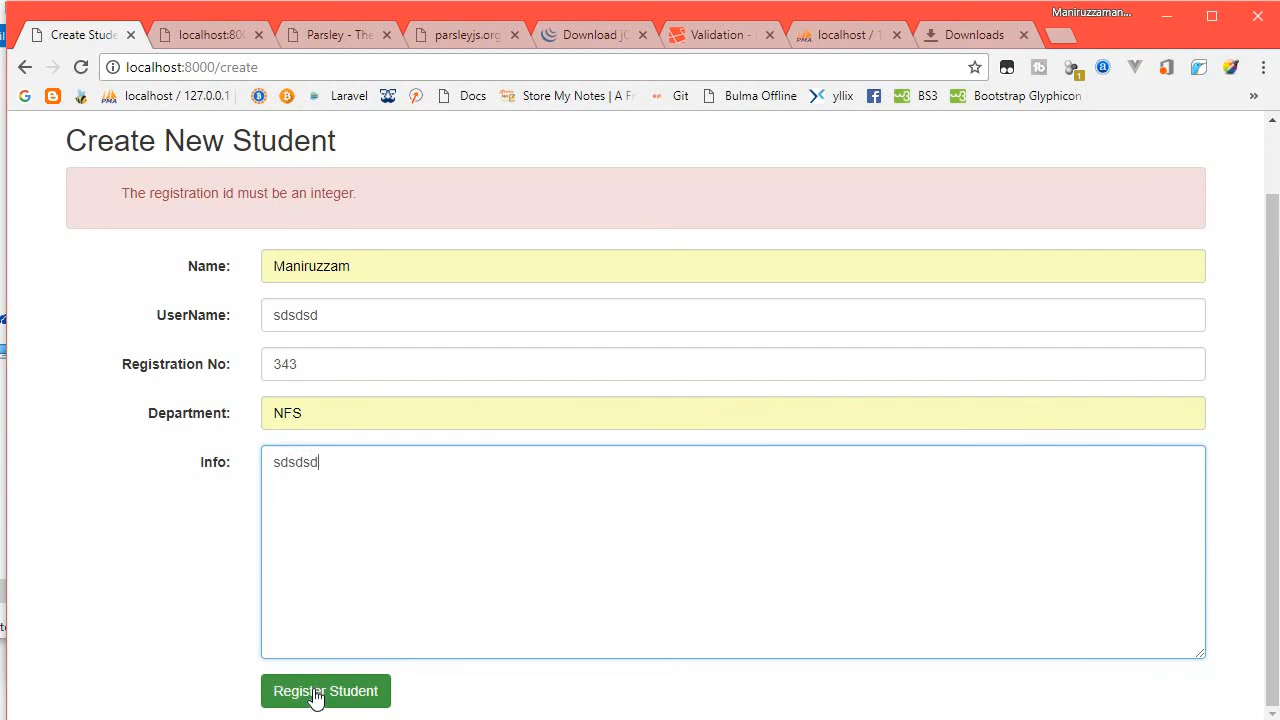 Maniruzzaman...
Create Stude
localhost:800
Parsley - The
parsleyjs.org
Download jQ
Validation -
localhost / 1
Downloads
localhost:8000/create
localhost / 127.0.0.1
Laravel
Docs
Store My Notes | A F
Git
Bulma Offline
yllix
BS3
Bootstrap Glyphicon
Create New Student
The registration id must be an integer.
Name:
Maniruzzam
UserName:
sdsdsd
Registration No:
343
Department:
NFS
Info:
sdsdsd
Register Student